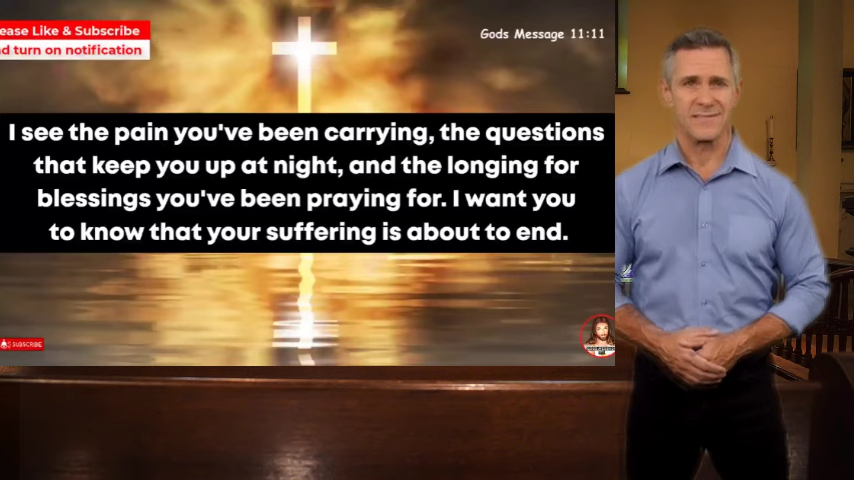 ease Like & Subscribe
nd turn on notification
Gods Message 11:11
I see the pain you've been carrying, the questions
that keep you up at night, and the longing for
blessings you've been praying for. I want you
to know that your suffering is about to end.
SUBSCRIBE